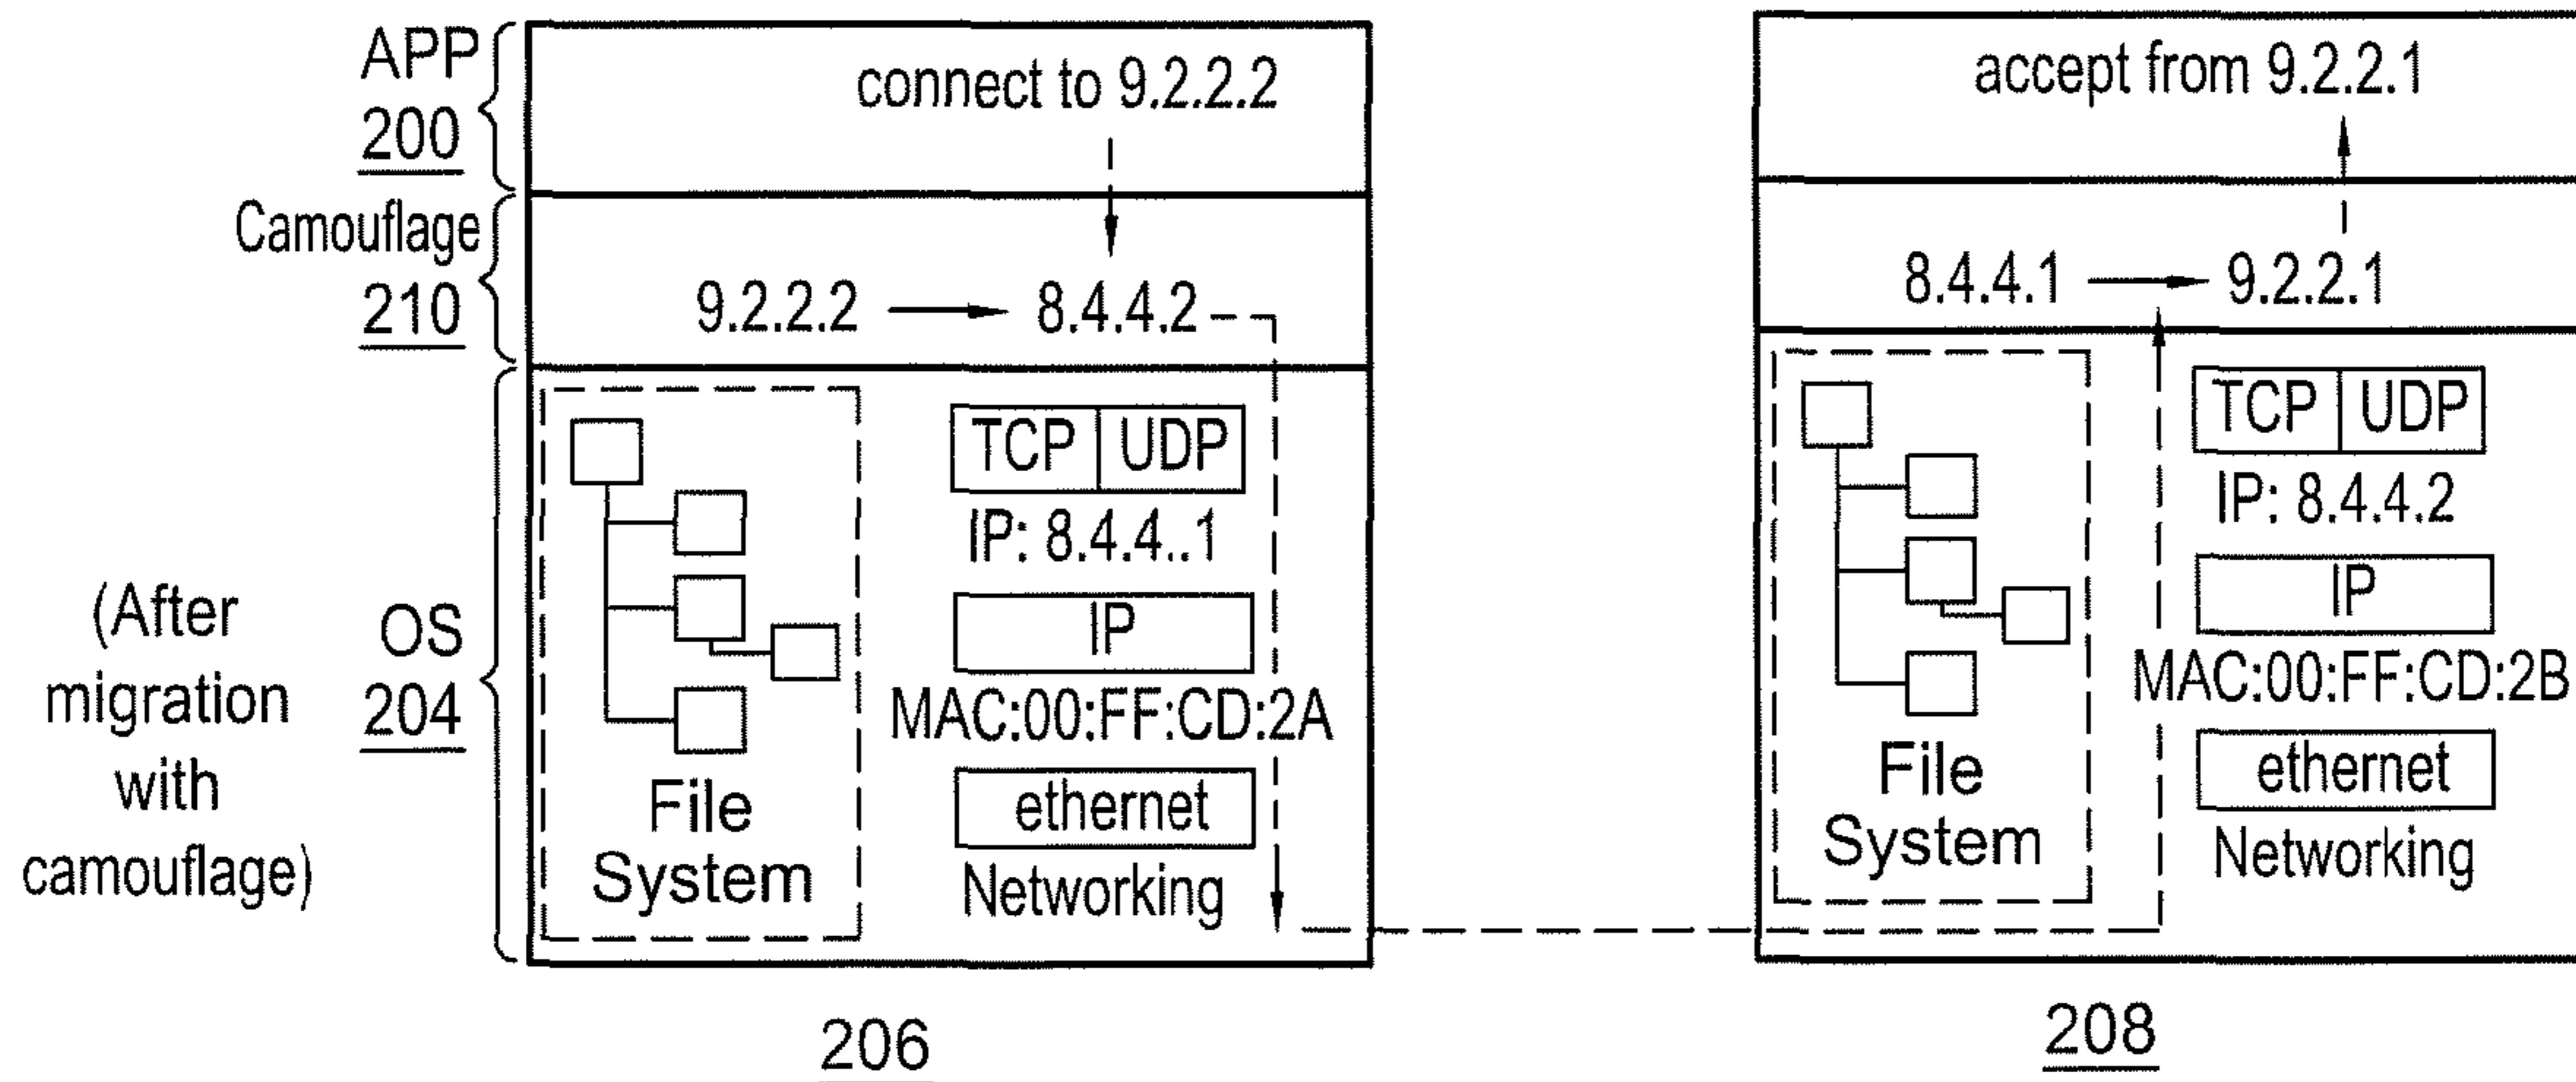 APP
200
connect to 9.2.2.2
Camouflage
210
9.2.2.2
8.4.4.2
(After
migration
with
camouflage)
OS
204
File
System
TCP UDP
IP: 8.4.4..1
IP
MAC:00:FF:CD:2A
ethernet
Networking
206
accept from 9.2.2.1
8.4.4.1
9.2.2.1
File
System
TCP UDP
IP: 8.4.4.2
IP
MAC:00:FF:CD:2B
ethernet
Networking
208